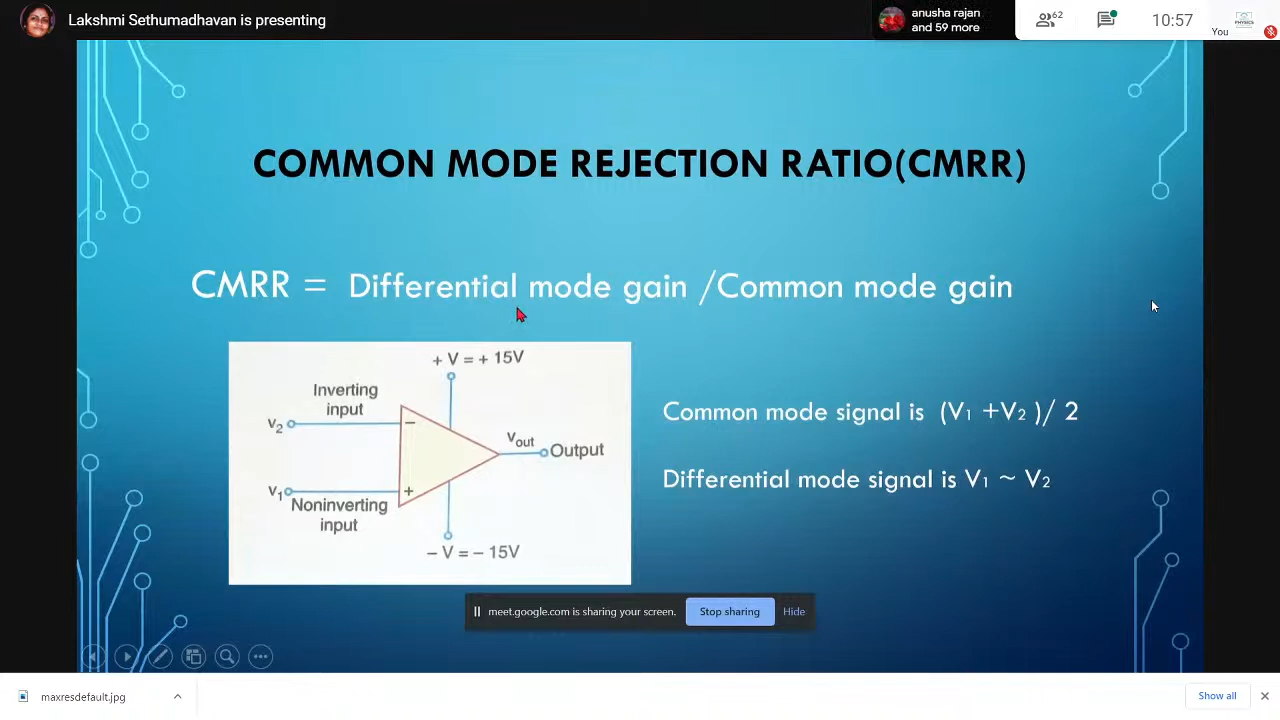 Lakshmi Sethumadhavan is presenting
anusha rajan
and 59 more
62
10:57
You
COMMON MODE REJECTION RATIO(CMRR)
CMRR = Differential mode gain /Common mode gain
+ V = + 15V
Inverting
input
V2
−
Vout
Output
V1
+
Noninverting
input
− V = − 15V
Common mode signal is (V1 +V2 )/ 2
Differential mode signal is V1 ~ V2
meet.google.com is sharing your screen.
Stop sharing
Hide
maxresdefault.jpg
Show all